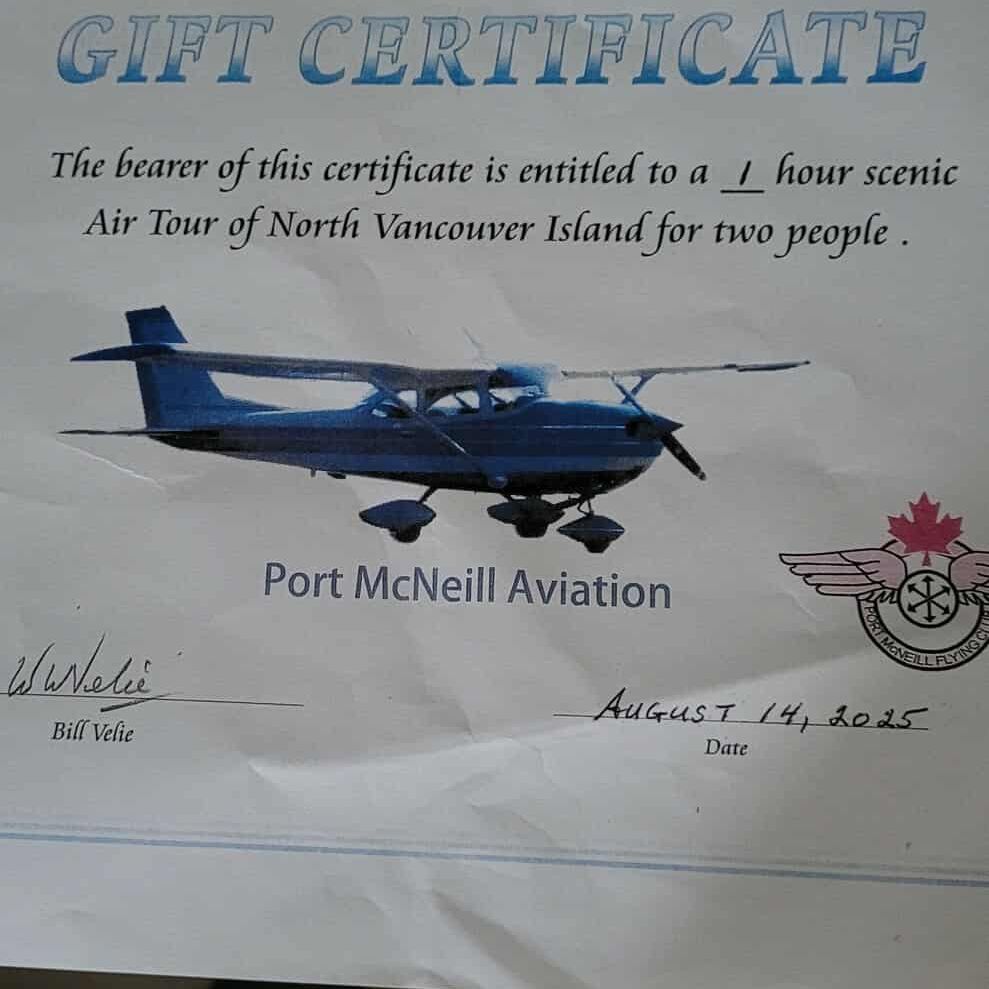 GIFT CERTIFICATE
The bearer of this certificate is entitled to a 1 hour scenic
Air Tour of North Vancouver Island for two people .
Port McNeill Aviation
PORT McNEILL FLYING CLUB
W Velie
Bill Velie
AUGUST 14, 2025
Date